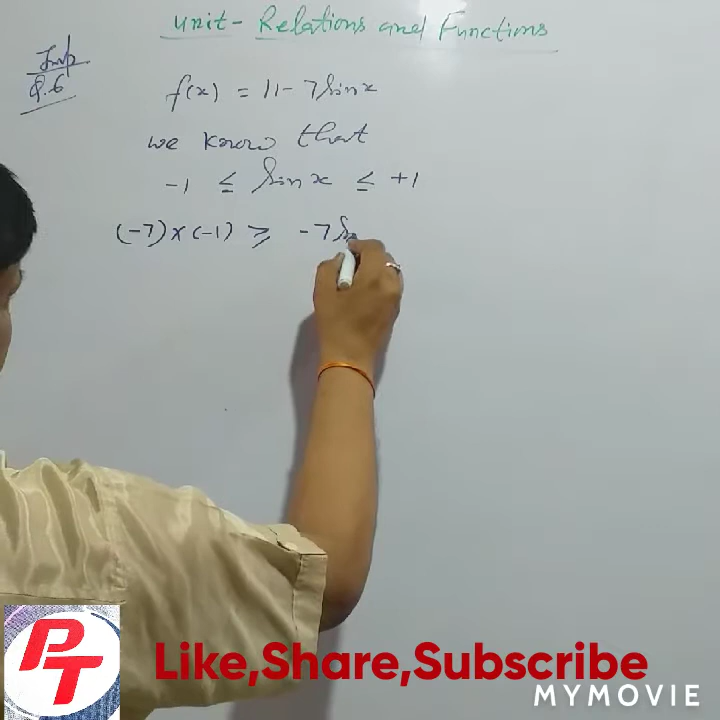 Unit - Relations and Functions
Imp
Q.6
f(x) = 11 - 7 sin x
we know that
-1 ≤ sin x ≤ +1
(-7) x (-1) ≥ -7 s
PT
Like,Share,Subscribe
MYMOVIE